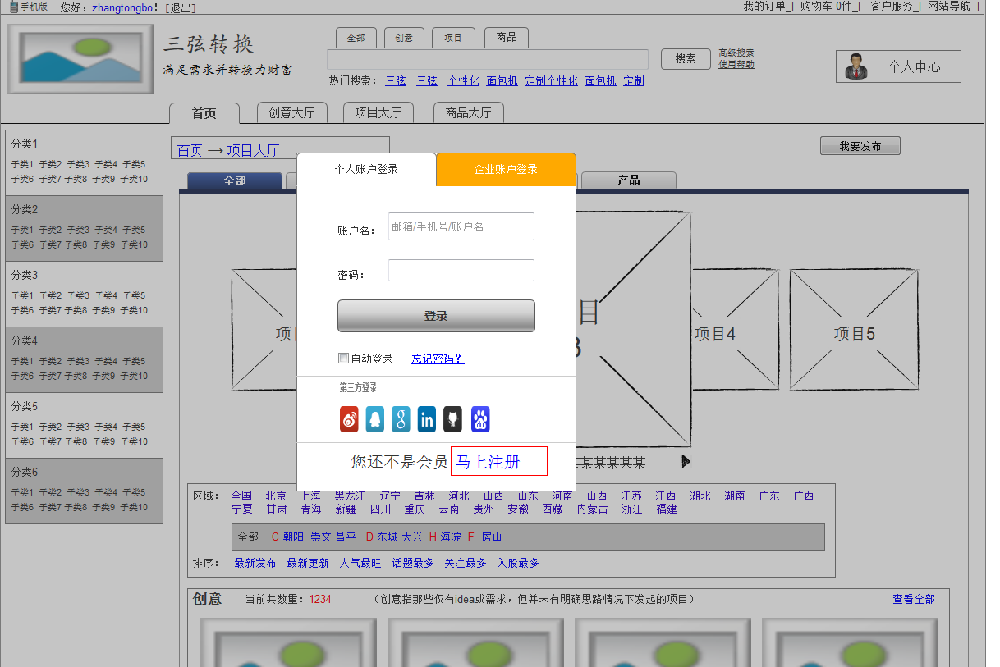 手机版 您好，zhangtongbo！[退出] 我的订单 | 购物车 0件 | 客户服务 | 网站导航 |
三弦转换
满足需求并转换为财富
全部 创意 项目 商品
搜索 高级搜索
使用帮助
热门搜索： 三弦 三弦 个性化 面包机 定制个性化 面包机 定制
个人中心
首页 创意大厅 项目大厅 商品大厅
分类1
子类1 子类2 子类3 子类4 子类5
子类6 子类7 子类8 子类9 子类10
分类2
子类1 子类2 子类3 子类4 子类5
子类6 子类7 子类8 子类9 子类10
分类3
子类1 子类2 子类3 子类4 子类5
子类6 子类7 子类8 子类9 子类10
分类4
子类1 子类2 子类3 子类4 子类5
子类6 子类7 子类8 子类9 子类10
分类5
子类1 子类2 子类3 子类4 子类5
子类6 子类7 子类8 子类9 子类10
分类6
子类1 子类2 子类3 子类4 子类5
子类6 子类7 子类8 子类9 子类10
首页 → 项目大厅
我要发布
全部 产品
个人账户登录 企业账户登录
账户名： 邮箱/手机号/账户名
密码：
登录
自动登录 忘记密码?
第三方登录
in
您还不是会员 马上注册
项目
目
3
项目4
项目5
某某某某某
区域： 全国 北京 上海 黑龙江 辽宁 吉林 河北 山西 山东 河南 山西 江苏 江西 湖北 湖南 广东 广西
宁夏 甘肃 青海 新疆 四川 重庆 云南 贵州 安徽 西藏 内蒙古 浙江 福建
全部 C 朝阳 崇文 昌平 D 东城 大兴 H 海淀 F 房山
排序： 最新发布 最新更新 人气最旺 话题最多 关注最多 入股最多
创意 当前共数量：1234 （创意指那些仅有idea或需求，但并未有明确思路情况下发起的项目） 查看全部